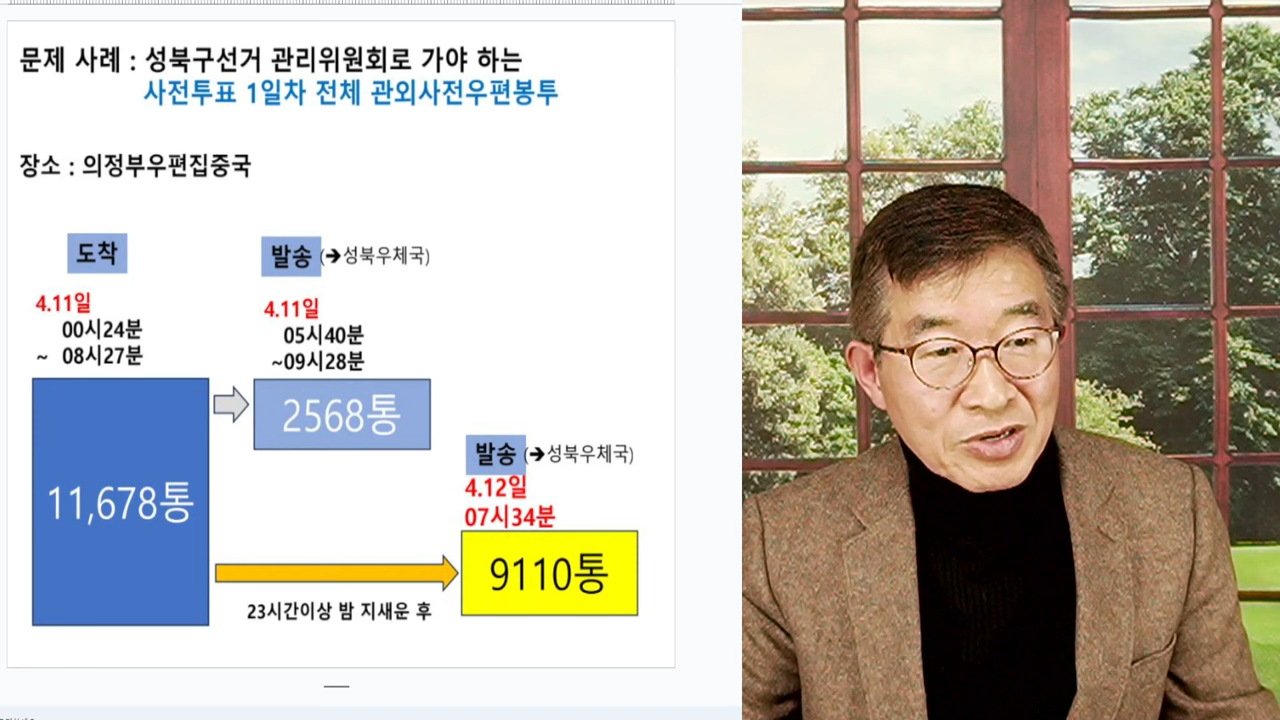 문제 사례 : 성북구선거 관리위원회로 가야 하는
사전투표 1일차 전체 관외사전우편봉투
장소 : 의정부우편집중국
도착
발송 (➔성북우체국)
4.11일
00시24분
~ 08시27분
4.11일
05시40분
~09시28분
11,678통
2568통
발송 (➔성북우체국)
4.12일
07시34분
9110통
23시간이상 밤 지새운 후